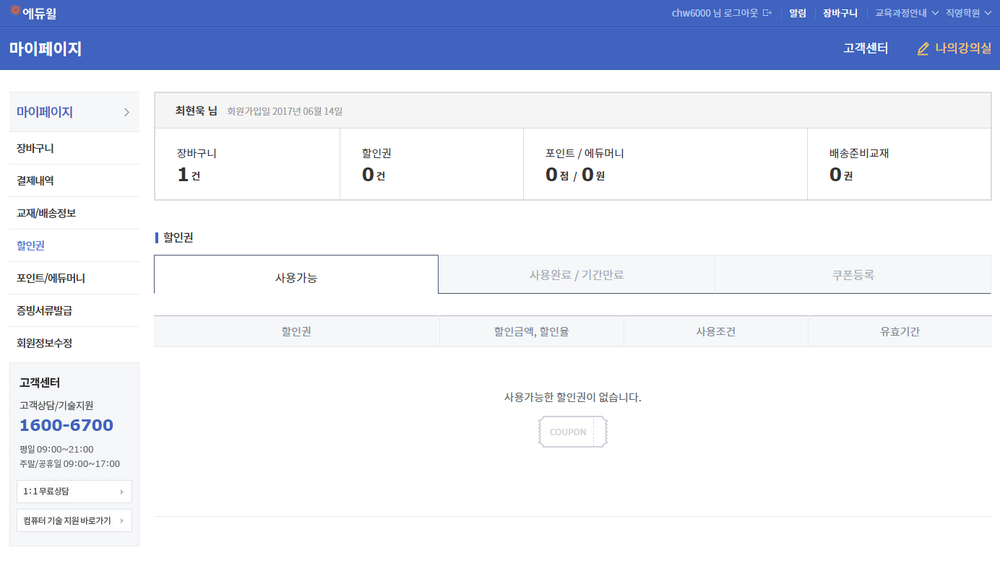 에듀윌
chw6000 님 로그아웃 알림 장바구니 교육과정안내 직영학원
마이페이지
고객센터 나의강의실
마이페이지
장바구니
결제내역
교재/배송정보
할인권
포인트/에듀머니
증빙서류발급
회원정보수정
고객센터
고객상담/기술지원
1600-6700
평일 09:00~21:00
주말/공휴일 09:00~17:00
1:1 무료상담
컴퓨터 기술 지원 바로가기
최현욱 님 회원가입일 2017년 06월 14일
장바구니 할인권 포인트 / 에듀머니 배송준비교재
1 건 0 건 0 점 / 0 원 0 권
할인권
사용가능 사용완료 / 기간만료 쿠폰등록
할인권 할인금액, 할인율 사용조건 유효기간
사용가능한 할인권이 없습니다.
COUPON